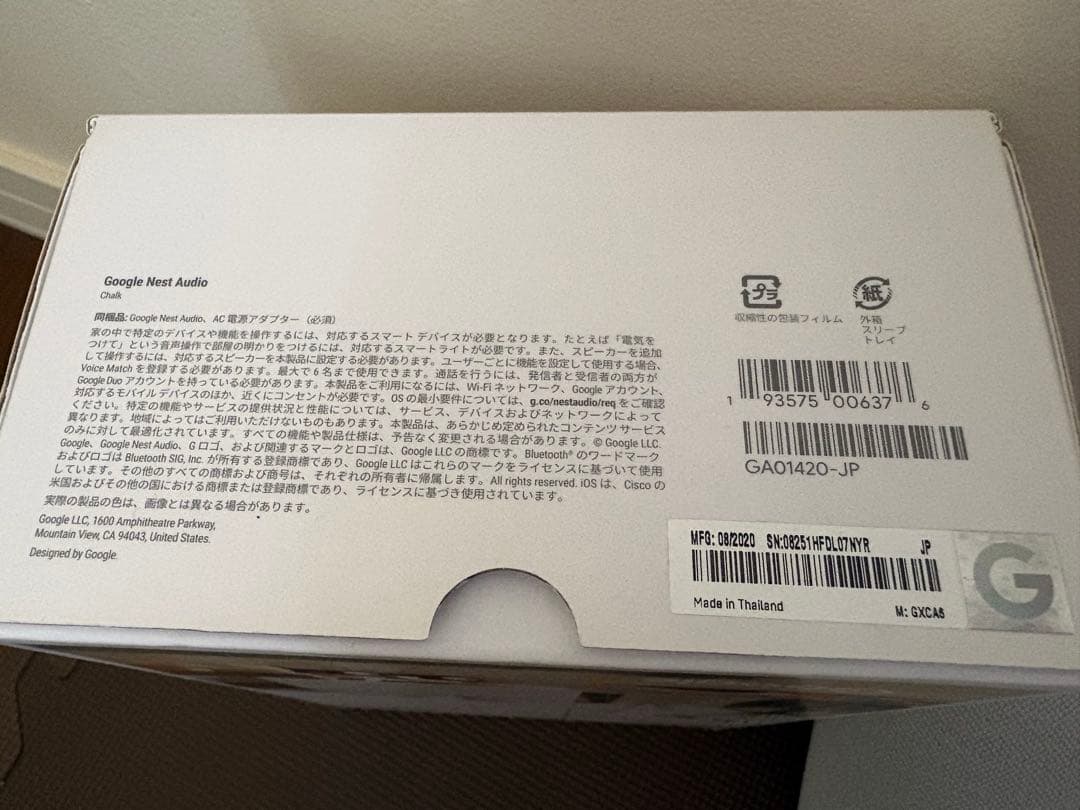 Google Nest Audio
Chalk
同梱品: Google Nest Audio、AC 電源アダプター（必須）
家の中で特定のデバイスや機能を操作するには、対応するスマート デバイスが必要となります。たとえば「電気を
つけて」という音声操作で部屋の明かりをつけるには、対応するスマートライトが必要です。また、スピーカーを追加
して操作するには、対応するスピーカーを本製品に設定する必要があります。ユーザーごとに機能を設定して使用する場合、
Voice Match を登録する必要があります。最大で 6 名まで使用できます。通話を行うには、発信者と受信者の両方が
Google Duo アカウントを持っている必要があります。本製品をご利用になるには、Wi-Fi ネットワーク、Google アカウント、
対応するモバイル デバイスのほか、近くにコンセントが必要です。OS の最小要件については、g.co/nestaudio/req をご確認
ください。特定の機能やサービスの提供状況と性能については、サービス、デバイスおよびネットワークによって
異なります。地域によってはご利用いただけないものもあります。本製品は、あらかじめ定められたコンテンツ サービス
のみに対して最適化されています。すべての機能や製品仕様は、予告なく変更される場合があります。© Google LLC.
Google、Google Nest Audio、G ロゴ、および関連するマークとロゴは、Google LLC の商標です。Bluetooth® のワードマーク
およびロゴは Bluetooth SIG, Inc. が所有する登録商標であり、Google LLC はこれらのマークをライセンスに基づいて使用
しています。その他のすべての商標および商号は、それぞれの所有者に帰属します。All rights reserved. iOS は、Cisco の
米国およびその他の国における商標または登録商標であり、ライセンスに基づき使用されています。
実際の製品の色は、画像とは異なる場合があります。
Google LLC, 1600 Amphitheatre Parkway,
Mountain View, CA 94043, United States.
Designed by Google.
プラ
収縮性の包装フィルム
紙
外箱
スリーブ
トレイ
1 93575 00637 6
GA01420-JP
MFG: 08/2020 SN:08251HFDL07NYR JP
Made in Thailand M: GXCA6
G